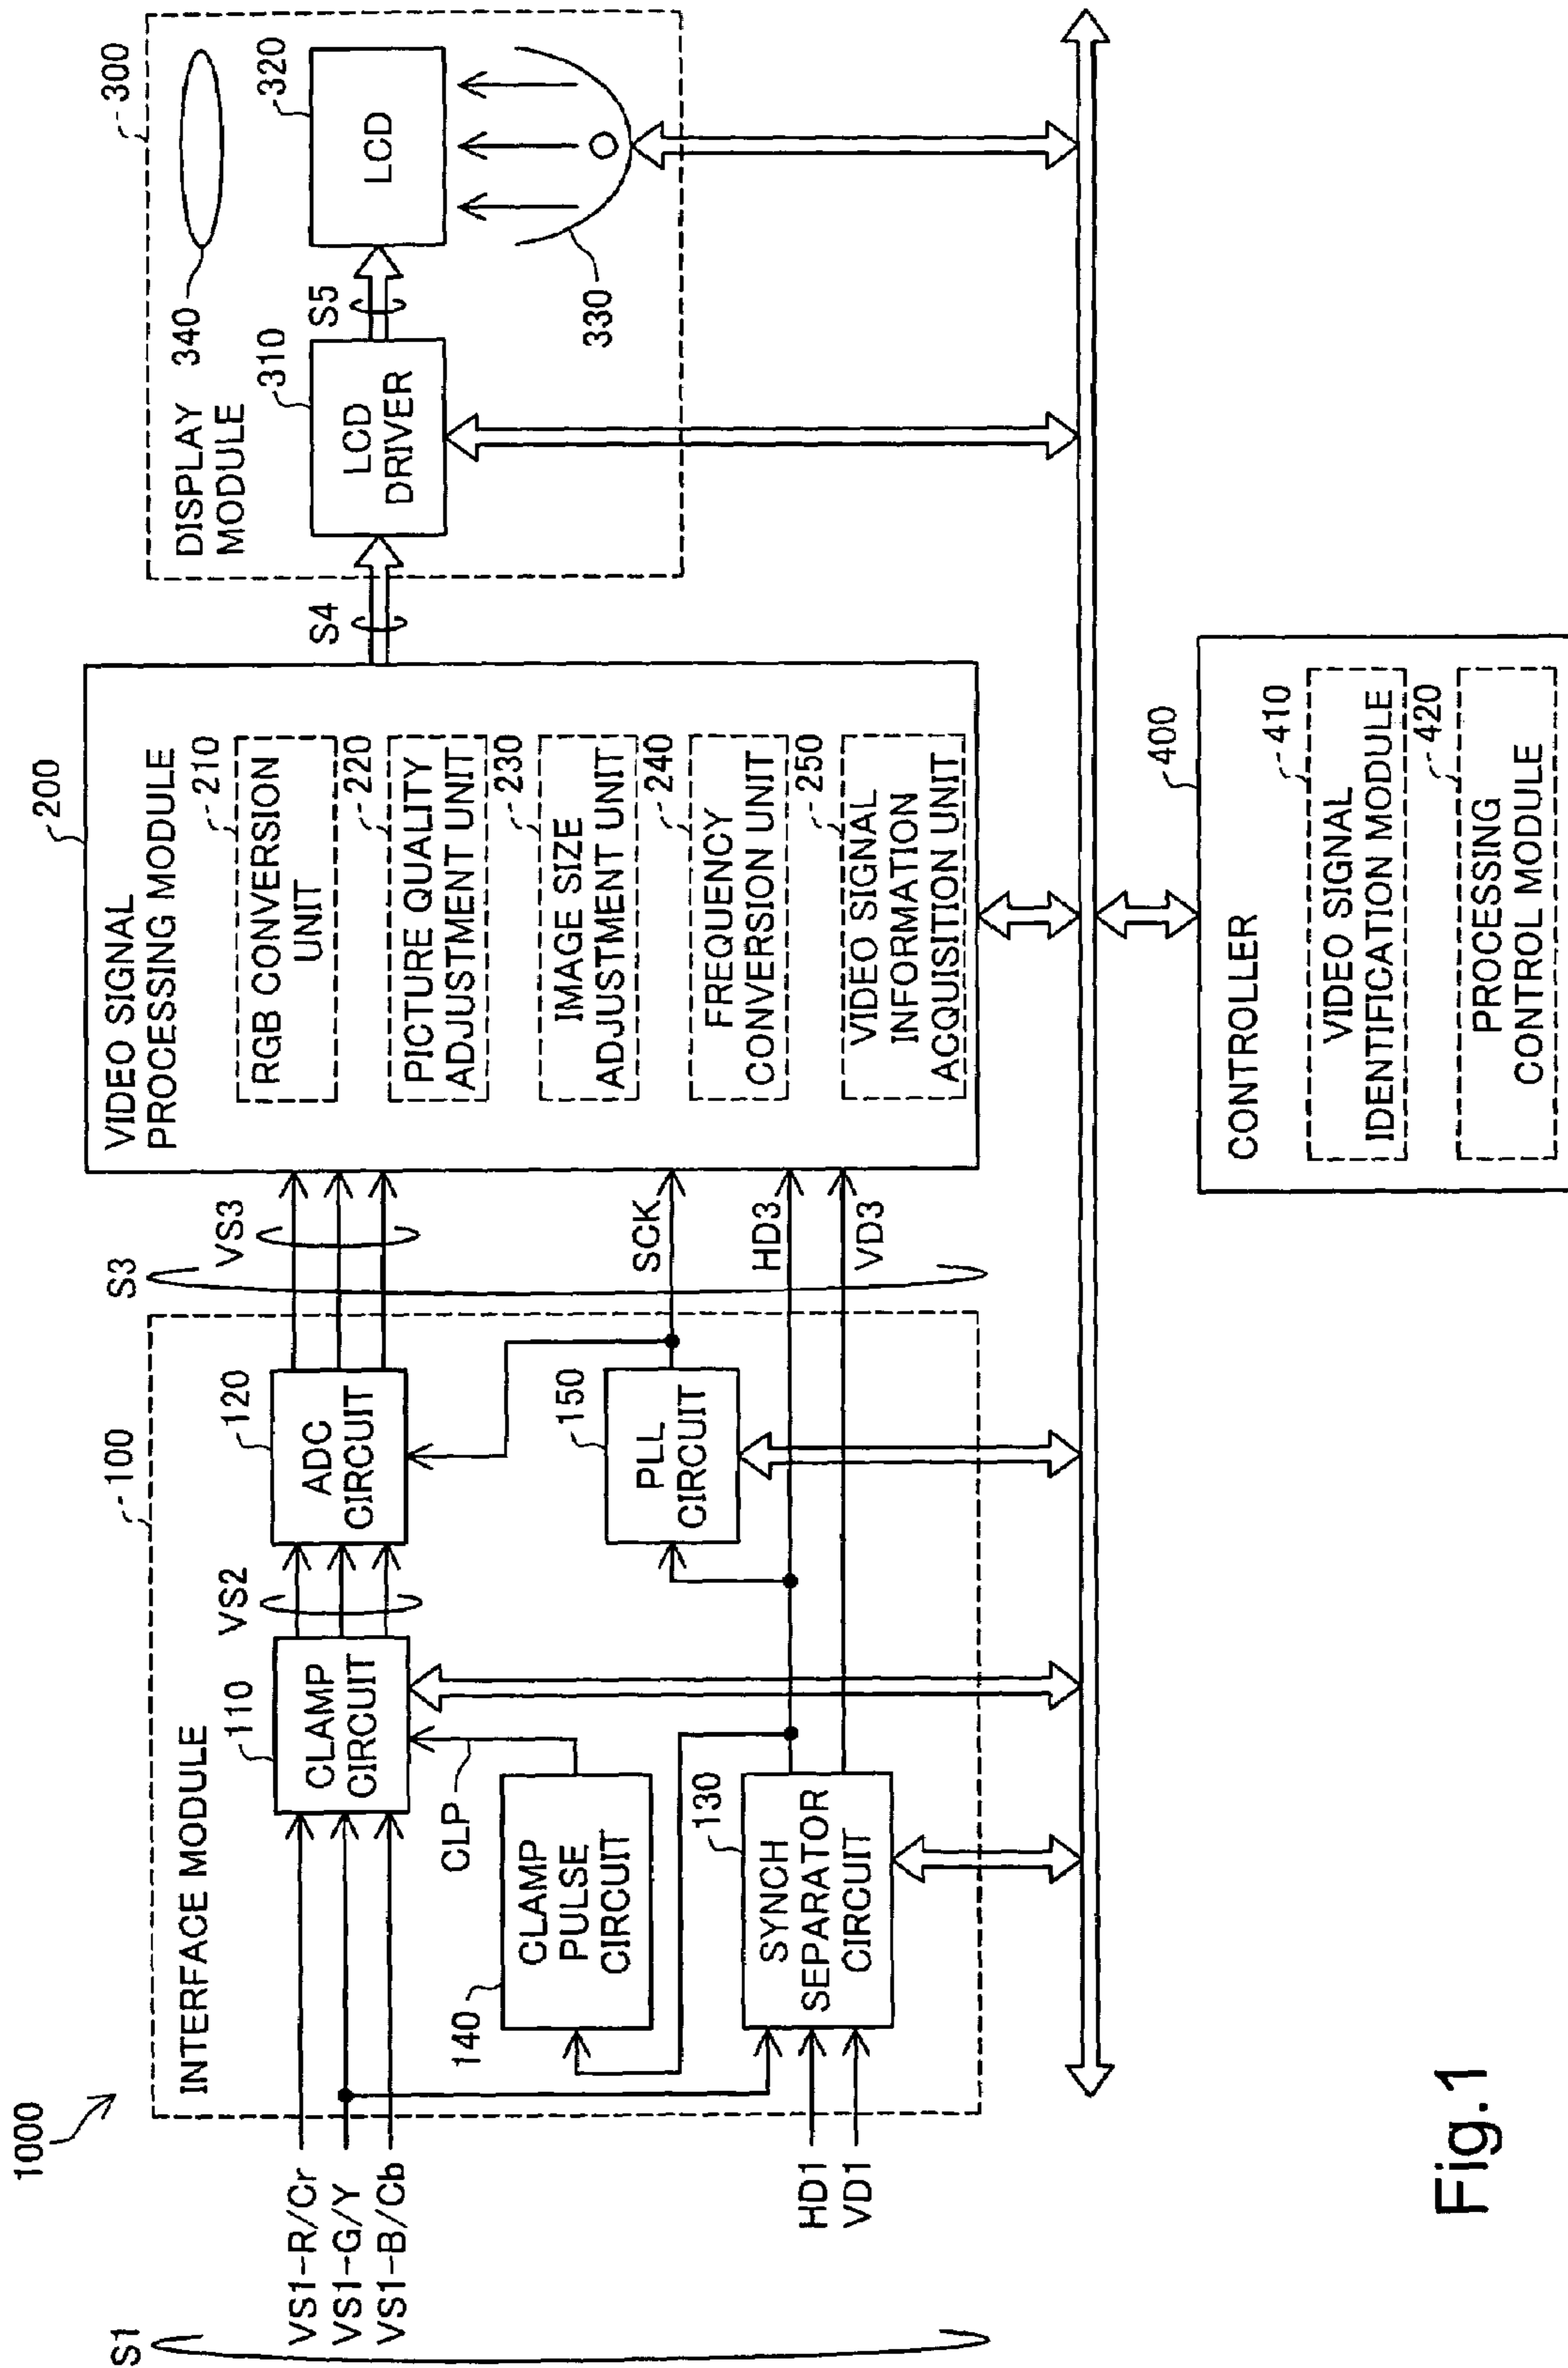 1000
S1
VS1-R/Cr
VS1-G/Y
VS1-B/Cb
HD1
VD1
INTERFACE MODULE
100
110
CLAMP
CIRCUIT
VS2
120
ADC
CIRCUIT
CLP
140
CLAMP
PULSE
CIRCUIT
130
SYNCH
SEPARATOR
CIRCUIT
150
PLL
CIRCUIT
S3
VS3
SCK
HD3
VD3
200
VIDEO SIGNAL
PROCESSING MODULE
210
RGB CONVERSION
UNIT
220
PICTURE QUALITY
ADJUSTMENT UNIT
230
IMAGE SIZE
ADJUSTMENT UNIT
240
FREQUENCY
CONVERSION UNIT
250
VIDEO SIGNAL
INFORMATION
ACQUISITION UNIT
S4
300
DISPLAY
MODULE
340
310
LCD
DRIVER
S5
320
LCD
330
400
CONTROLLER
410
VIDEO SIGNAL
IDENTIFICATION MODULE
420
PROCESSING
CONTROL MODULE
Fig.1